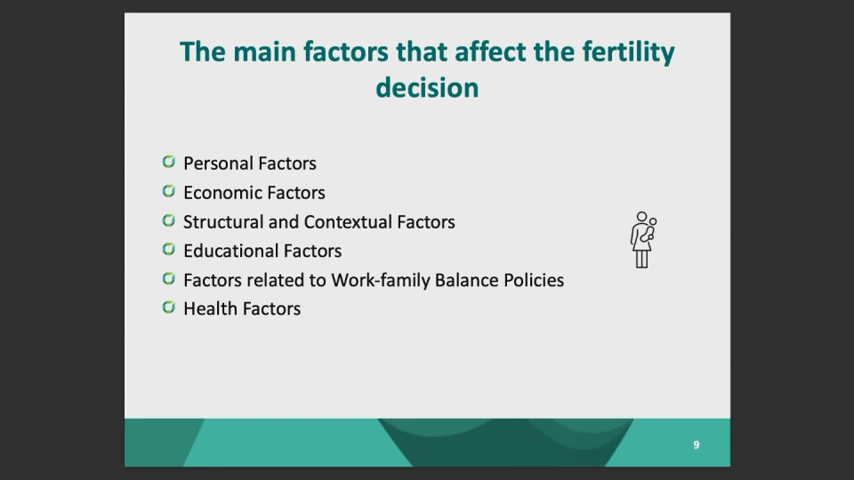 The main factors that affect the fertility
decision
Personal Factors
Economic Factors
Structural and Contextual Factors
Educational Factors
Factors related to Work-family Balance Policies
Health Factors
9